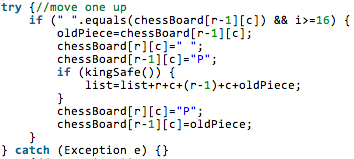 try {//move one up
if (" ".equals(chessBoard[r-1][c]) && i>=16) {
oldPiece=chessBoard[r-1][c];
chessBoard[r][c]=" ";
chessBoard[r-1][c]="P";
if (kingSafe()) {
list=list+r+c+(r-1)+c+oldPiece;
}
chessBoard[r][c]="P";
chessBoard[r-1][c]=oldPiece;
}
} catch (Exception e) {}